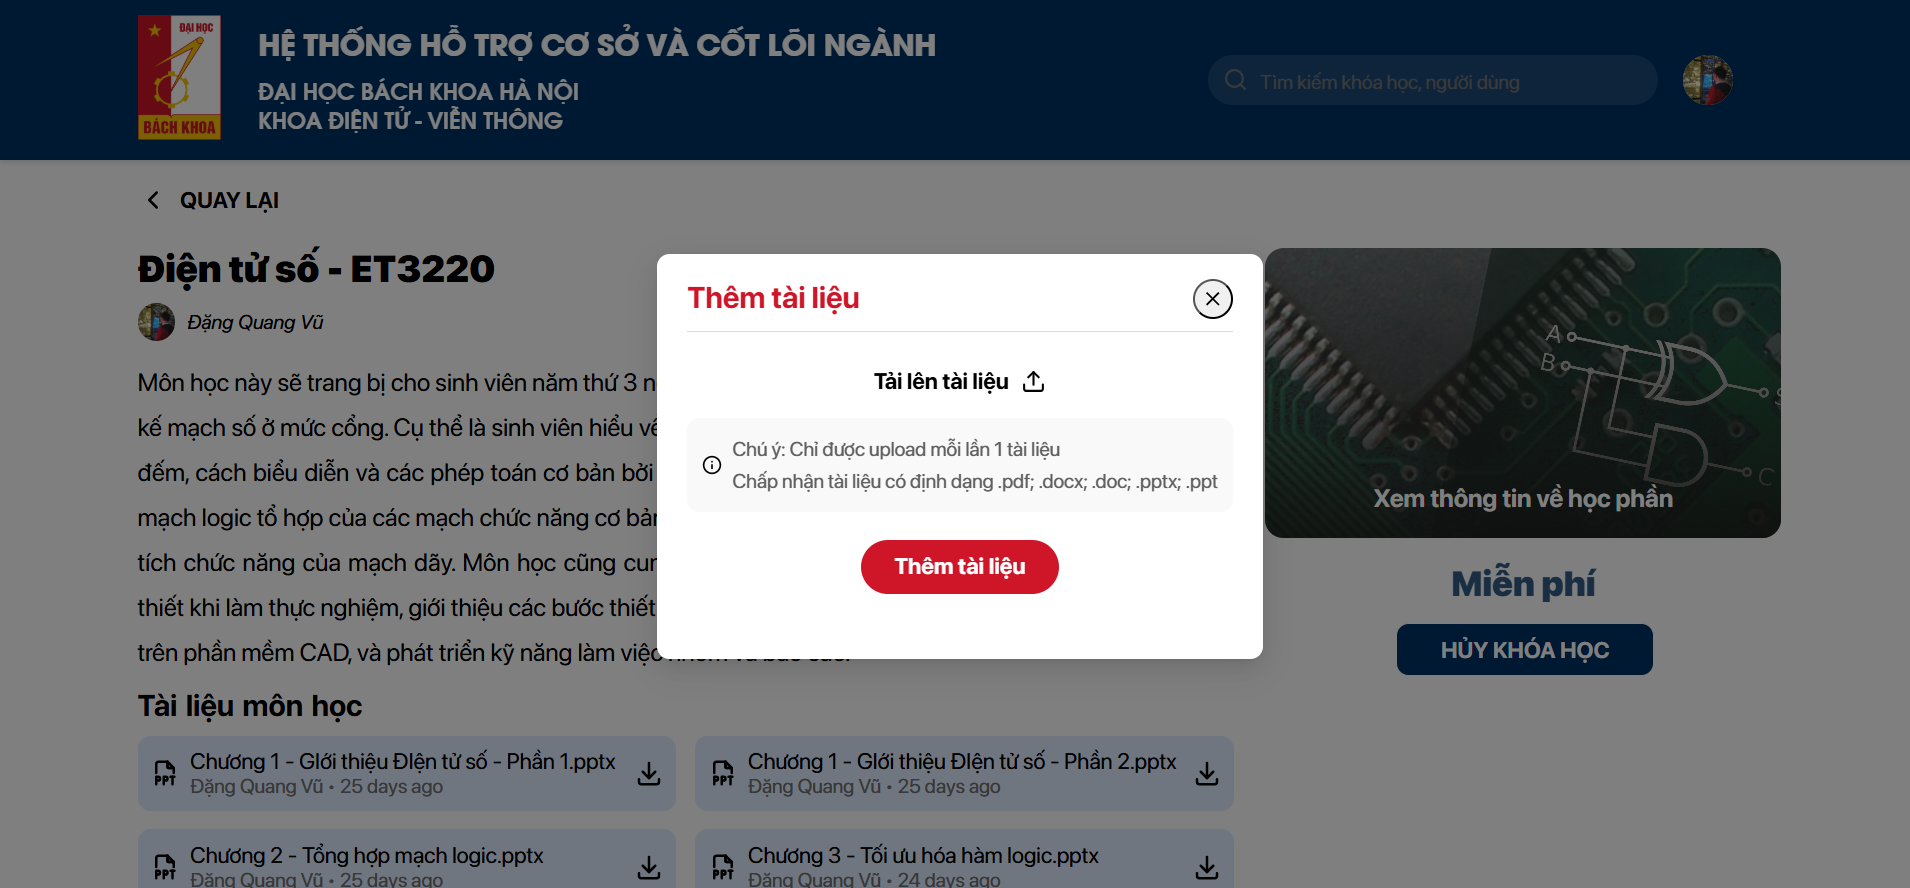 ĐẠI HỌC
BÁCH KHOA
HỆ THỐNG HỖ TRỢ CƠ SỞ VÀ CỐT LÕI NGÀNH
ĐẠI HỌC BÁCH KHOA HÀ NỘI
KHOA ĐIỆN TỬ - VIỄN THÔNG
Tìm kiếm khóa học, người dùng
QUAY LẠI
Điện tử số - ET3220
Đặng Quang Vũ
Môn học này sẽ trang bị cho sinh viên năm thứ 3 n
kế mạch số ở mức cổng. Cụ thể là sinh viên hiểu về
đếm, cách biểu diễn và các phép toán cơ bản bởi
mạch logic tổ hợp của các mạch chức năng cơ bản
tích chức năng của mạch dãy. Môn học cũng cun
thiết khi làm thực nghiệm, giới thiệu các bước thiết
trên phần mềm CAD, và phát triển kỹ năng làm việc
Thêm tài liệu
Tải lên tài liệu
Chú ý: Chỉ được upload mỗi lần 1 tài liệu
Chấp nhận tài liệu có định dạng .pdf; .docx; .doc; .pptx; .ppt
Thêm tài liệu
A
B
C
Xem thông tin về học phần
Miễn phí
HỦY KHÓA HỌC
Tài liệu môn học
PPT
Chương 1 - GIới thiệu ĐIện tử số - Phần 1.pptx
Đặng Quang Vũ • 25 days ago
PPT
Chương 1 - GIới thiệu ĐIện tử số - Phần 2.pptx
Đặng Quang Vũ • 25 days ago
PPT
Chương 2 - Tổng hợp mạch logic.pptx
Đặng Quang Vũ • 25 days ago
PPT
Chương 3 - Tối ưu hóa hàm logic.pptx
Đặng Quang Vũ • 24 days ago